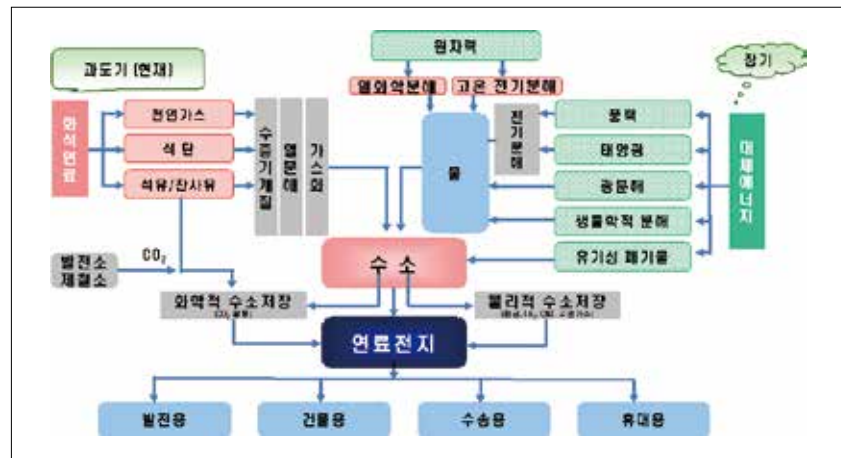 원자력
과도기 (현재)
장기
열화학분해
고온 전기분해
화석연료
천연가스
석 탄
석유/잔사유
수증기개질
열분해
가스화
물
전기분해
풍력
태양광
광분해
생물학적 분해
유기성 폐기물
대체에너지
수 소
발전소
제철소
CO₂
화학적 수소저장
물리적 수소저장
연료전지
발전용
건물용
수송용
휴대용